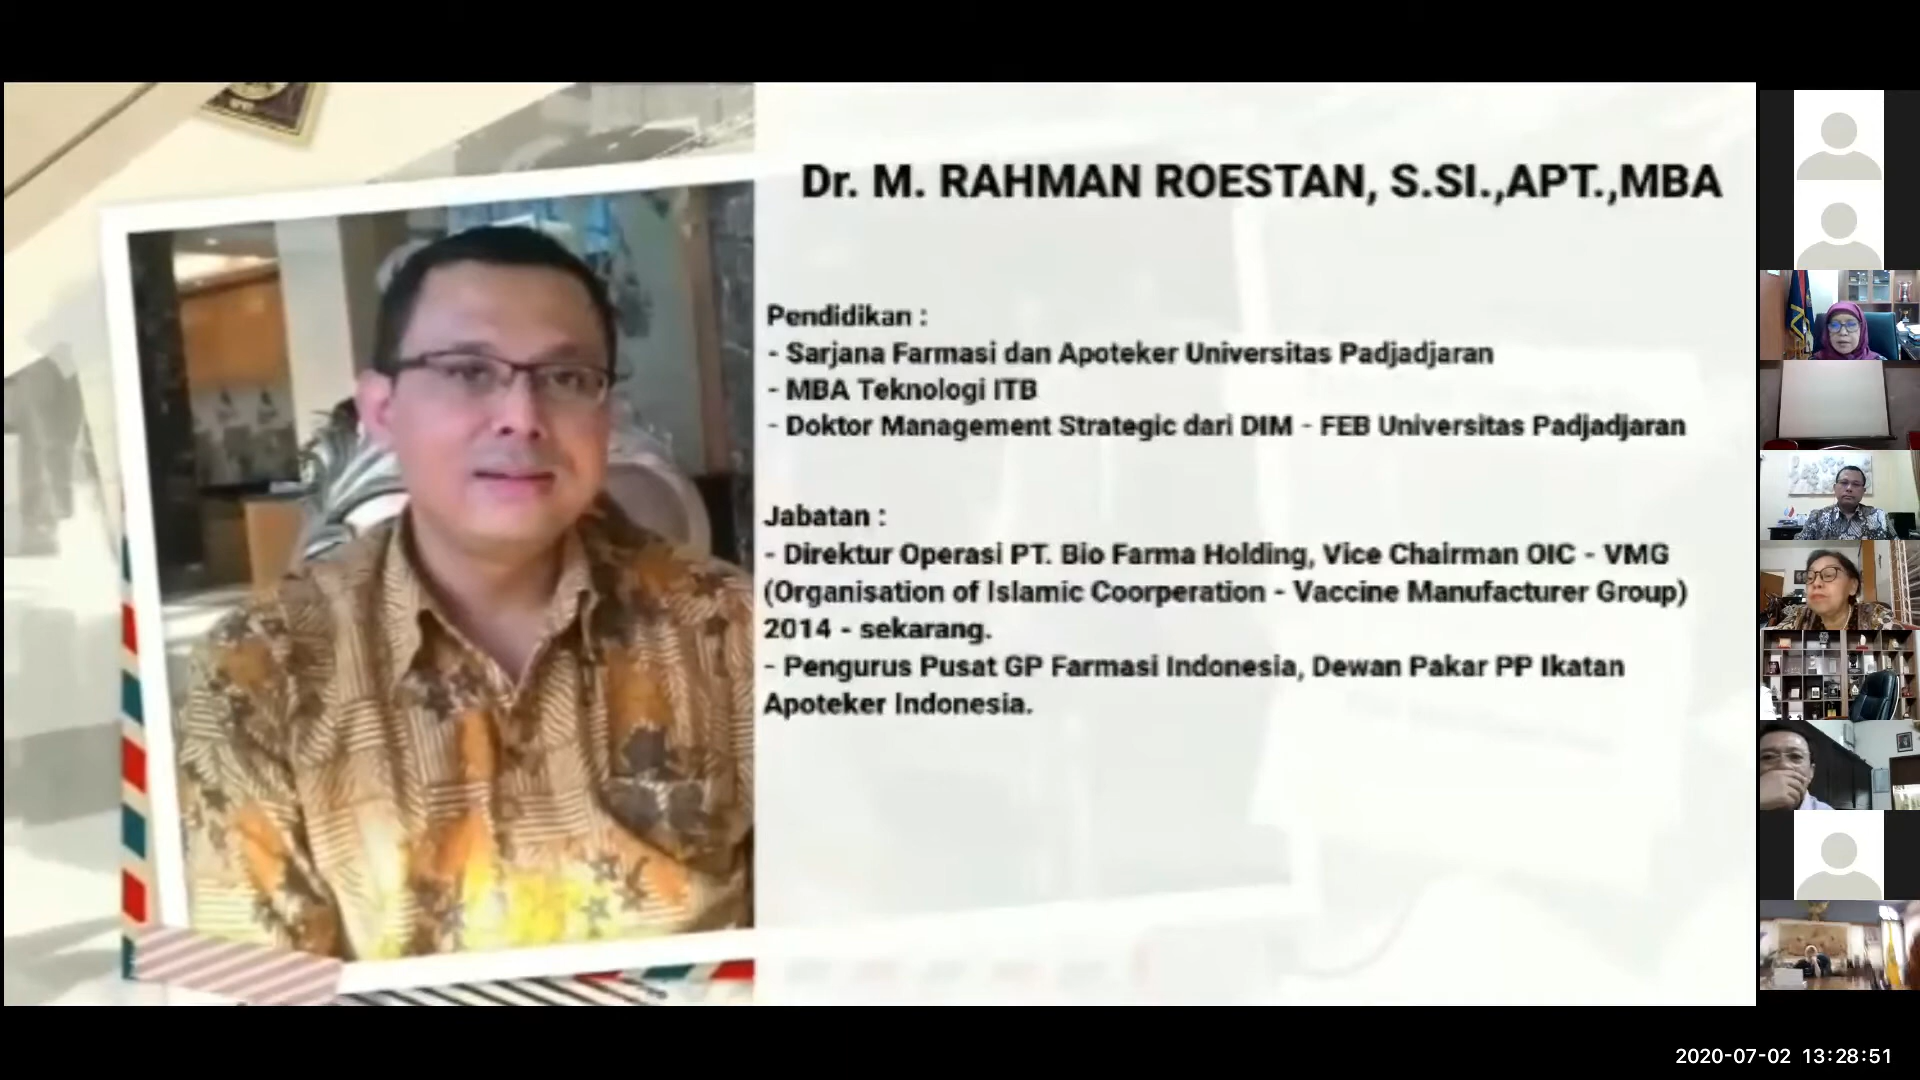 Dr. M. RAHMAN ROESTAN, S.SI.,APT.,MBA
Pendidikan :
- Sarjana Farmasi dan Apoteker Universitas Padjadjaran
- MBA Teknologi ITB
- Doktor Management Strategic dari DIM - FEB Universitas Padjadjaran
Jabatan :
- Direktur Operasi PT. Bio Farma Holding, Vice Chairman OIC - VMG
(Organisation of Islamic Coorperation - Vaccine Manufacturer Group)
2014 - sekarang.
- Pengurus Pusat GP Farmasi Indonesia, Dewan Pakar PP Ikatan
Apoteker Indonesia.
2020-07-02 13:28:51